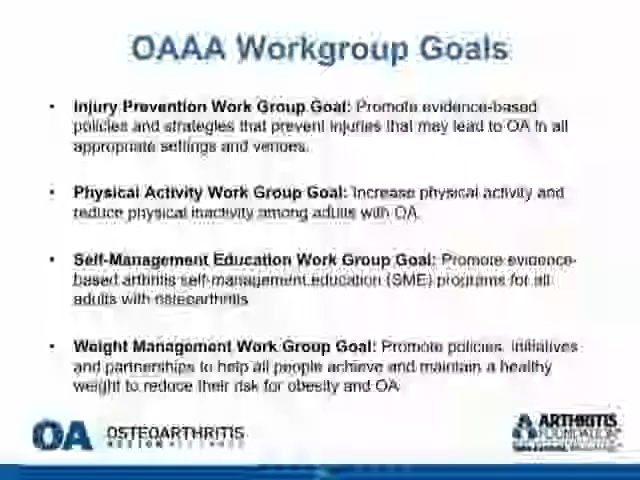 OAAA Workgroup Goals
• Injury Prevention Work Group Goal: Promote evidence-based
policies and strategies that prevent injuries that may lead to OA in all
appropriate settings and venues.
• Physical Activity Work Group Goal: Increase physical activity and
reduce physical inactivity among adults with OA.
• Self-Management Education Work Group Goal: Promote evidence-
based arthritis self-management education (SME) programs for all
adults with osteoarthritis
• Weight Management Work Group Goal: Promote policies, initiatives
and partnerships to help all people achieve and maintain a healthy
weight to reduce their risk for obesity and OA
OA OSTEOARTHRITIS
ACTION ALLIANCE
ARTHRITIS
FOUNDATION